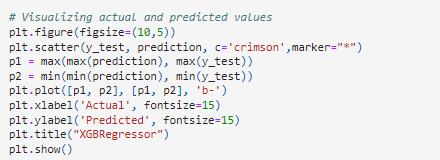 # Visualizing actual and predicted values
plt.figure(figsize=(10,5))
plt.scatter(y_test, prediction, c='crimson',marker="*")
p1 = max(max(prediction), max(y_test))
p2 = min(min(prediction), min(y_test))
plt.plot([p1, p2], [p1, p2], 'b-')
plt.xlabel('Actual', fontsize=15)
plt.ylabel('Predicted', fontsize=15)
plt.title("XGBRegressor")
plt.show()